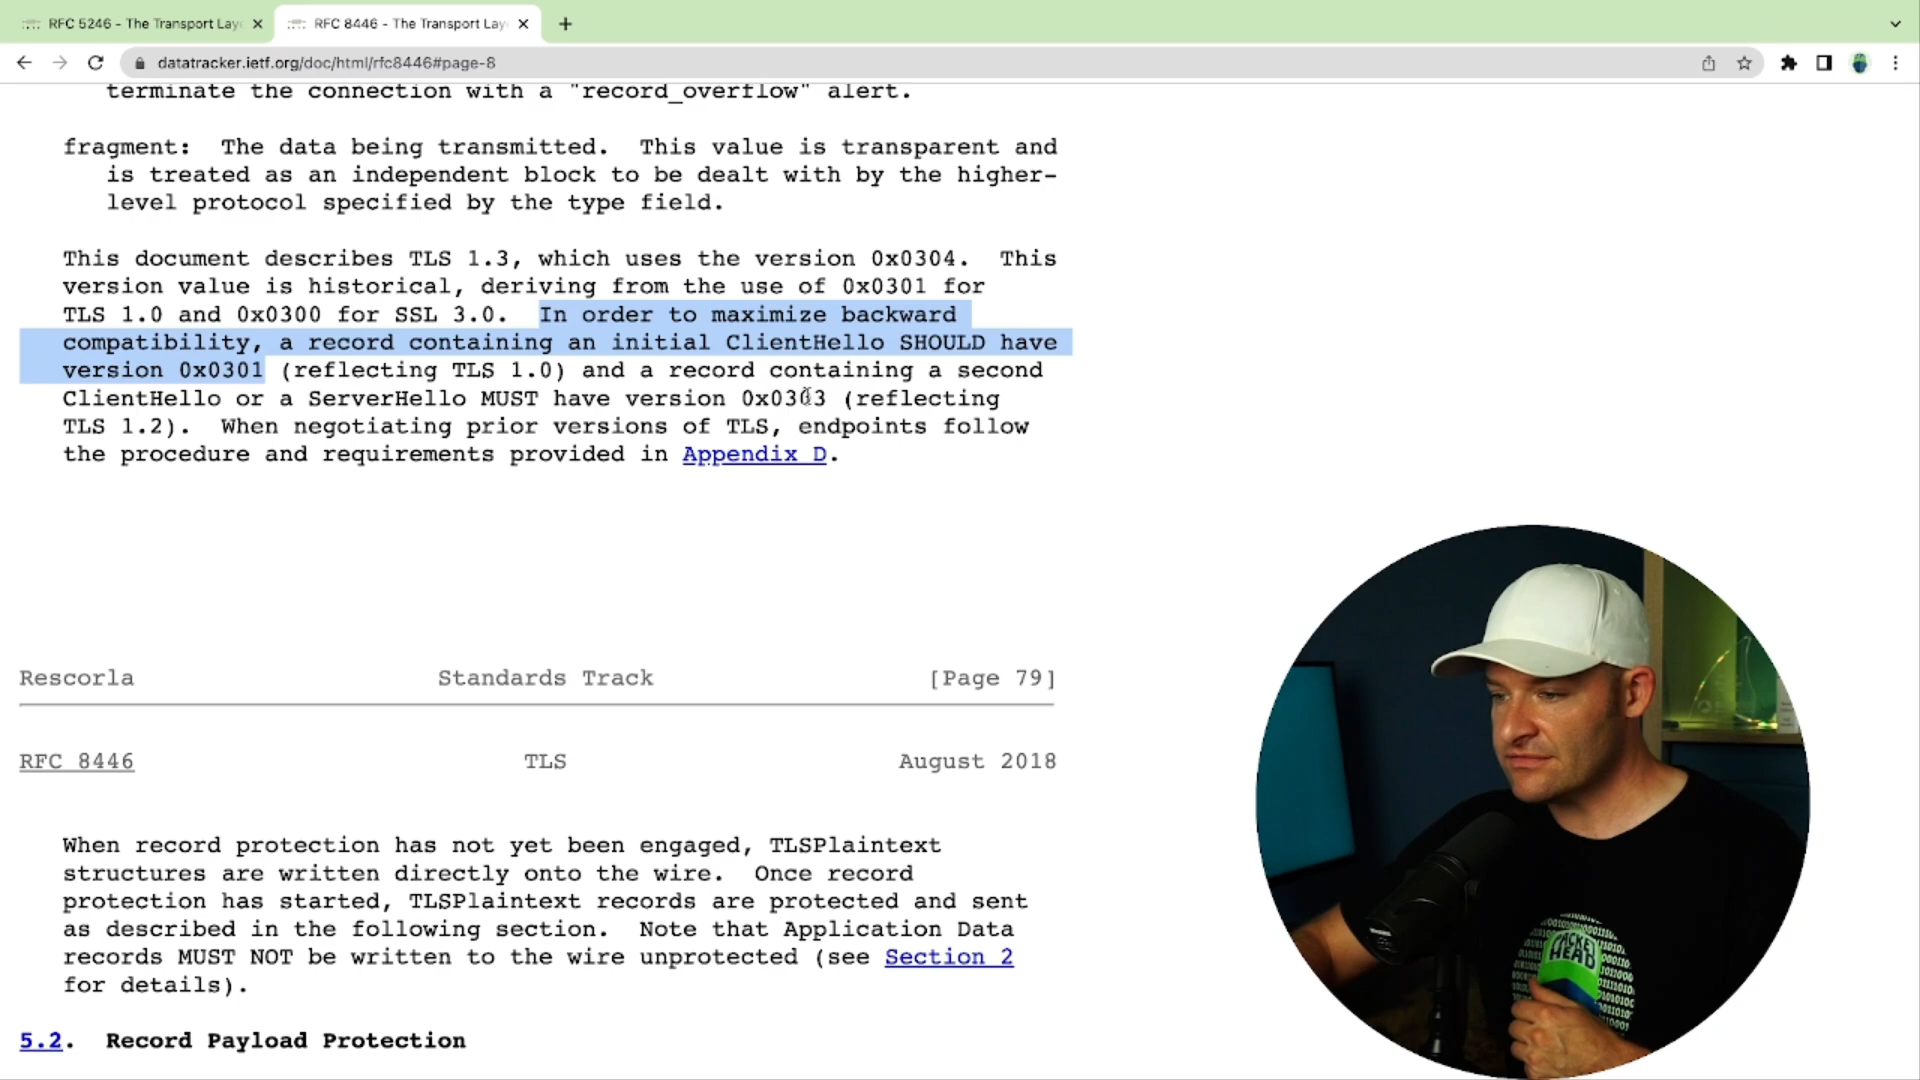 RFC 5246 - The Transport Laye
RFC 8446 - The Transport Lay
datatracker.ietf.org/doc/html/rfc8446#page-8
terminate the connection with a "record_overflow" alert.
fragment: The data being transmitted. This value is transparent and
is treated as an independent block to be dealt with by the higher-
level protocol specified by the type field.
This document describes TLS 1.3, which uses the version 0x0304. This
version value is historical, deriving from the use of 0x0301 for
TLS 1.0 and 0x0300 for SSL 3.0. In order to maximize backward
compatibility, a record containing an initial ClientHello SHOULD have
version 0x0301 (reflecting TLS 1.0) and a record containing a second
ClientHello or a ServerHello MUST have version 0x0303 (reflecting
TLS 1.2). When negotiating prior versions of TLS, endpoints follow
the procedure and requirements provided in Appendix D.
Rescorla Standards Track [Page 79]
RFC 8446 TLS August 2018
When record protection has not yet been engaged, TLSPlaintext
structures are written directly onto the wire. Once record
protection has started, TLSPlaintext records are protected and sent
as described in the following section. Note that Application Data
records MUST NOT be written to the wire unprotected (see Section 2
for details).
5.2. Record Payload Protection
PACKET
HEAD